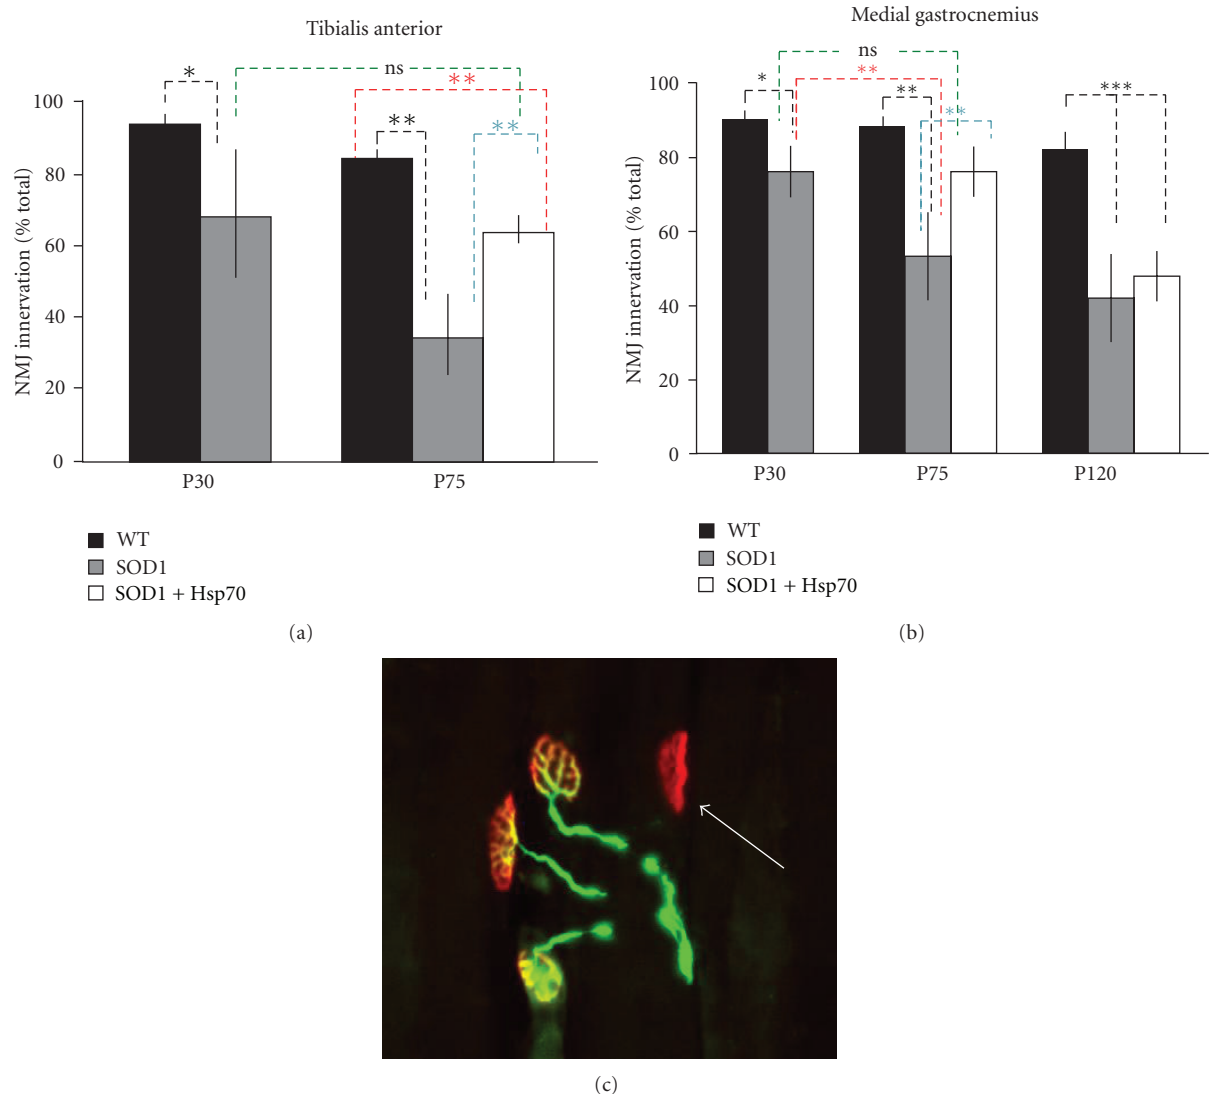 Tibialis anterior
NMJ innervation (% total)
100
80
60
40
20
0
*
ns
**
**
**
P30
P75
WT
SOD1
SOD1 + Hsp70
(a)
Medial gastrocnemius
NMJ innervation (% total)
100
80
60
40
20
0
ns
*
**
**
**
***
P30
P75
P120
WT
SOD1
SOD1 + Hsp70
(b)
(c)